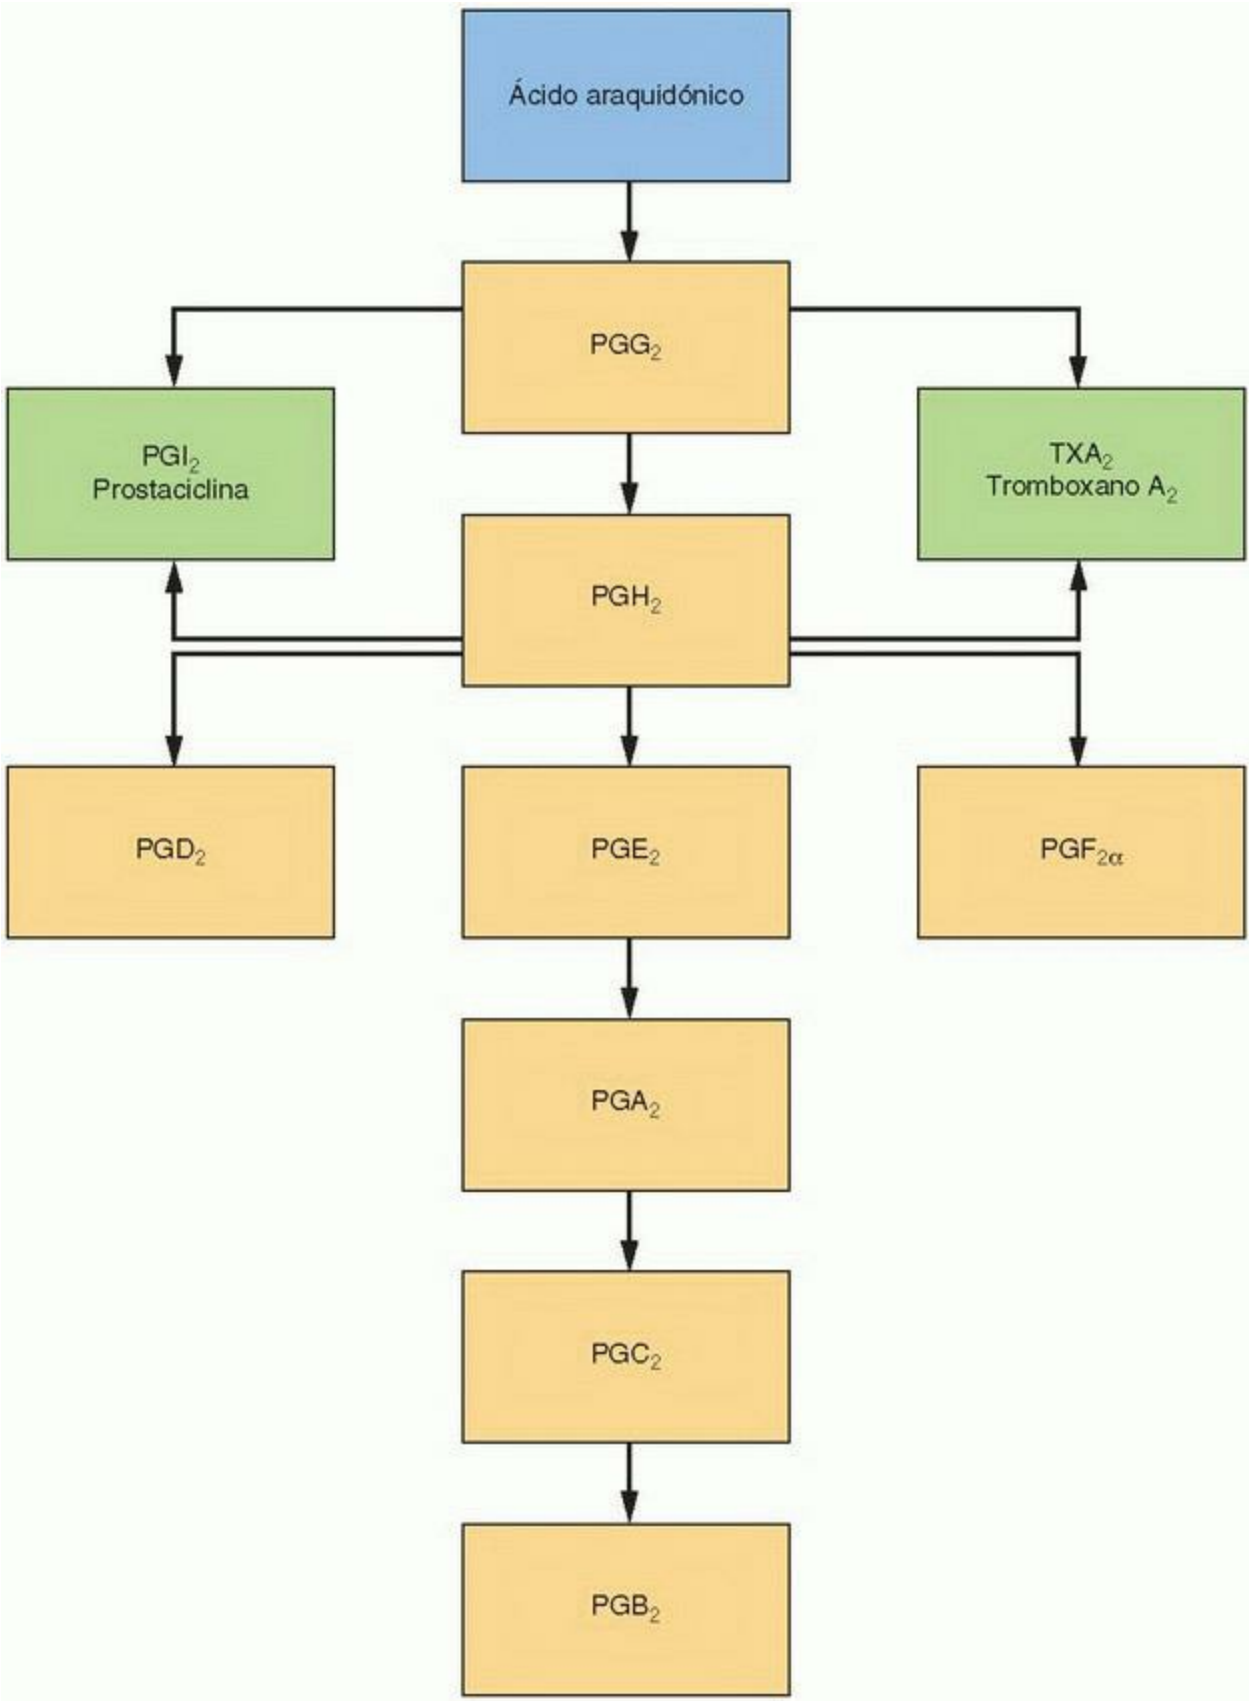 Ácido araquidónico
PGG₂
PGI₂
Prostaciclina
TXA₂
Tromboxano A₂
PGH₂
PGD₂
PGE₂
PGF₂α
PGA₂
PGC₂
PGB₂